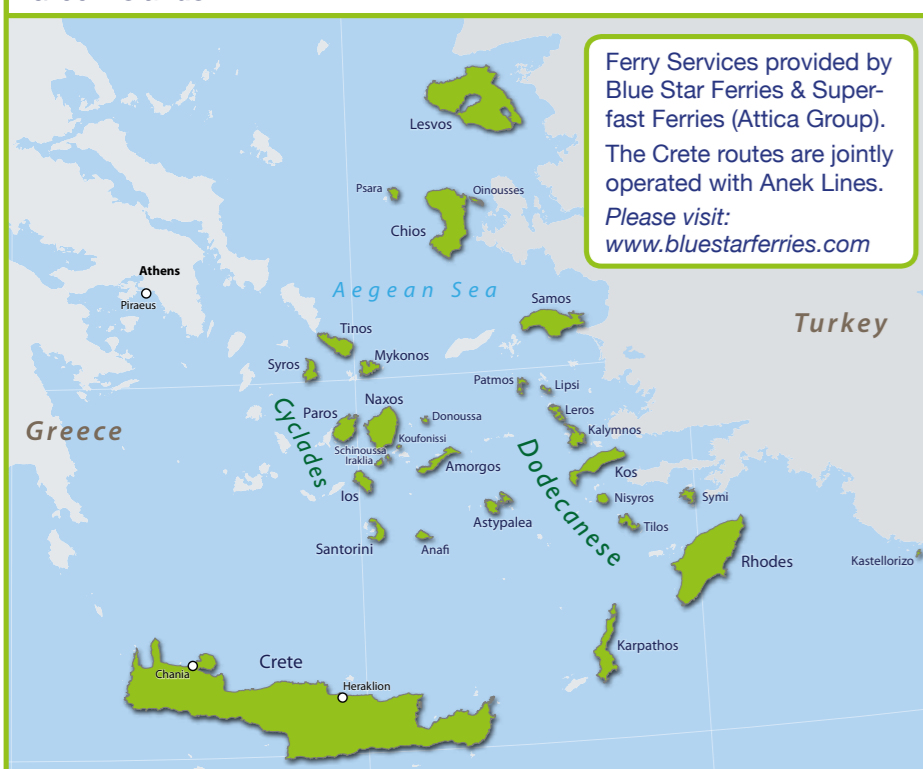 Ferry Services provided by
Blue Star Ferries & Super-
fast Ferries (Attica Group).
The Crete routes are jointly
operated with Anek Lines.
Please visit:
www.bluestarferries.com
Lesvos
Psara
Oinousses
Chios
Athens
Piraeus
Aegean Sea
Samos
Turkey
Tinos
Mykonos
Syros
Patmos
Lipsi
Leros
Kalymnos
Greece
Cyclades
Paros
Naxos
Donoussa
Koufonissi
Schinoussa
Iraklia
Amorgos
Ios
Dodecanese
Kos
Nisyros
Symi
Tilos
Astypalea
Santorini
Anafi
Rhodes
Kastellorizo
Karpathos
Crete
Chania
Heraklion